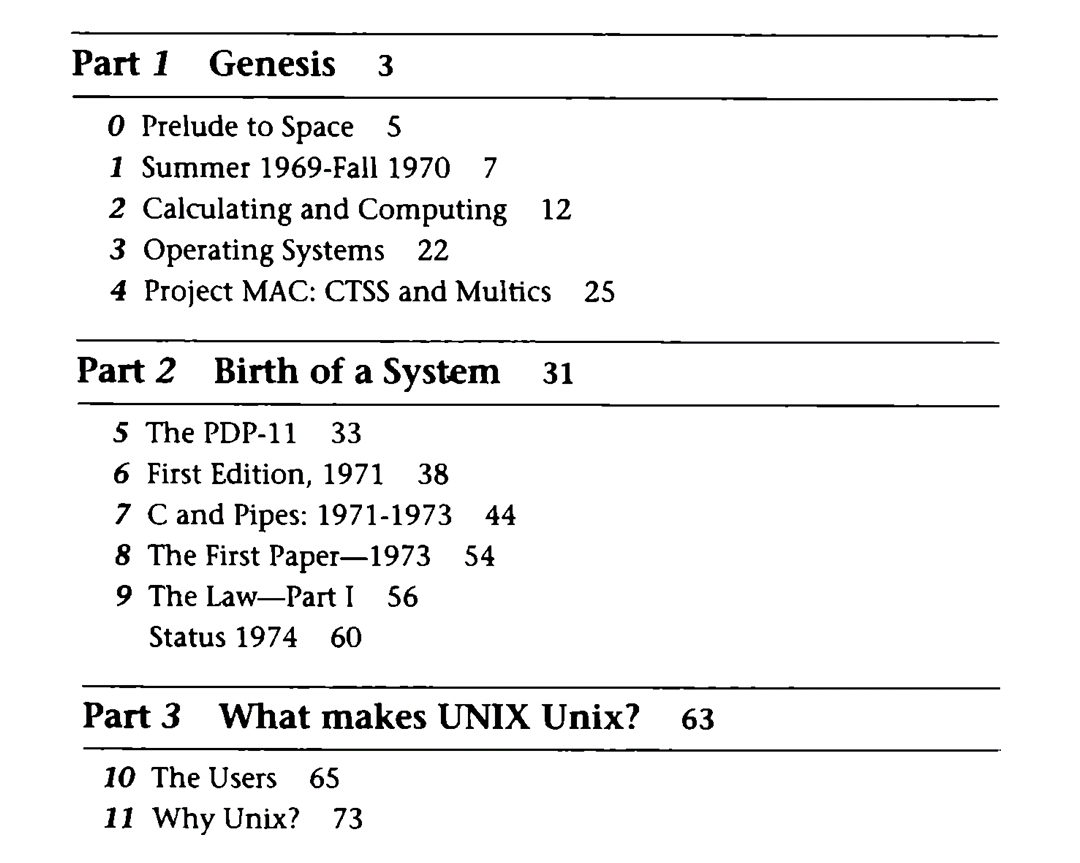 Part 1 Genesis 3
0 Prelude to Space 5
1 Summer 1969-Fall 1970 7
2 Calculating and Computing 12
3 Operating Systems 22
4 Project MAC: CTSS and Multics 25
Part 2 Birth of a System 31
5 The PDP-11 33
6 First Edition, 1971 38
7 C and Pipes: 1971-1973 44
8 The First Paper—1973 54
9 The Law—Part I 56
Status 1974 60
Part 3 What makes UNIX Unix? 63
10 The Users 65
11 Why Unix? 73